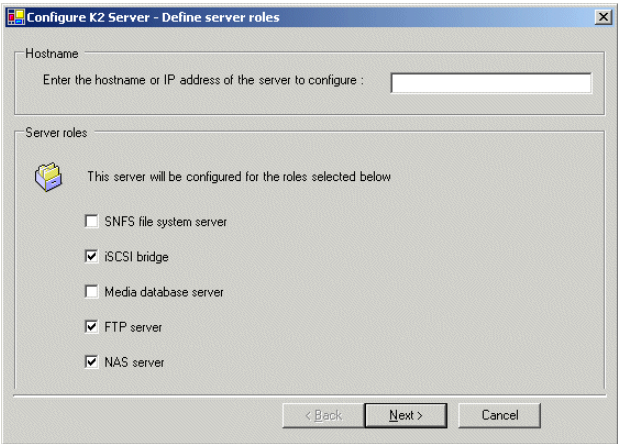 Configure K2 Server - Define server roles
Hostname
Enter the hostname or IP address of the server to configure :
Server roles
This server will be configured for the roles selected below
SNFS file system server
iSCSI bridge
Media database server
FTP server
NAS server
< Back Next > Cancel